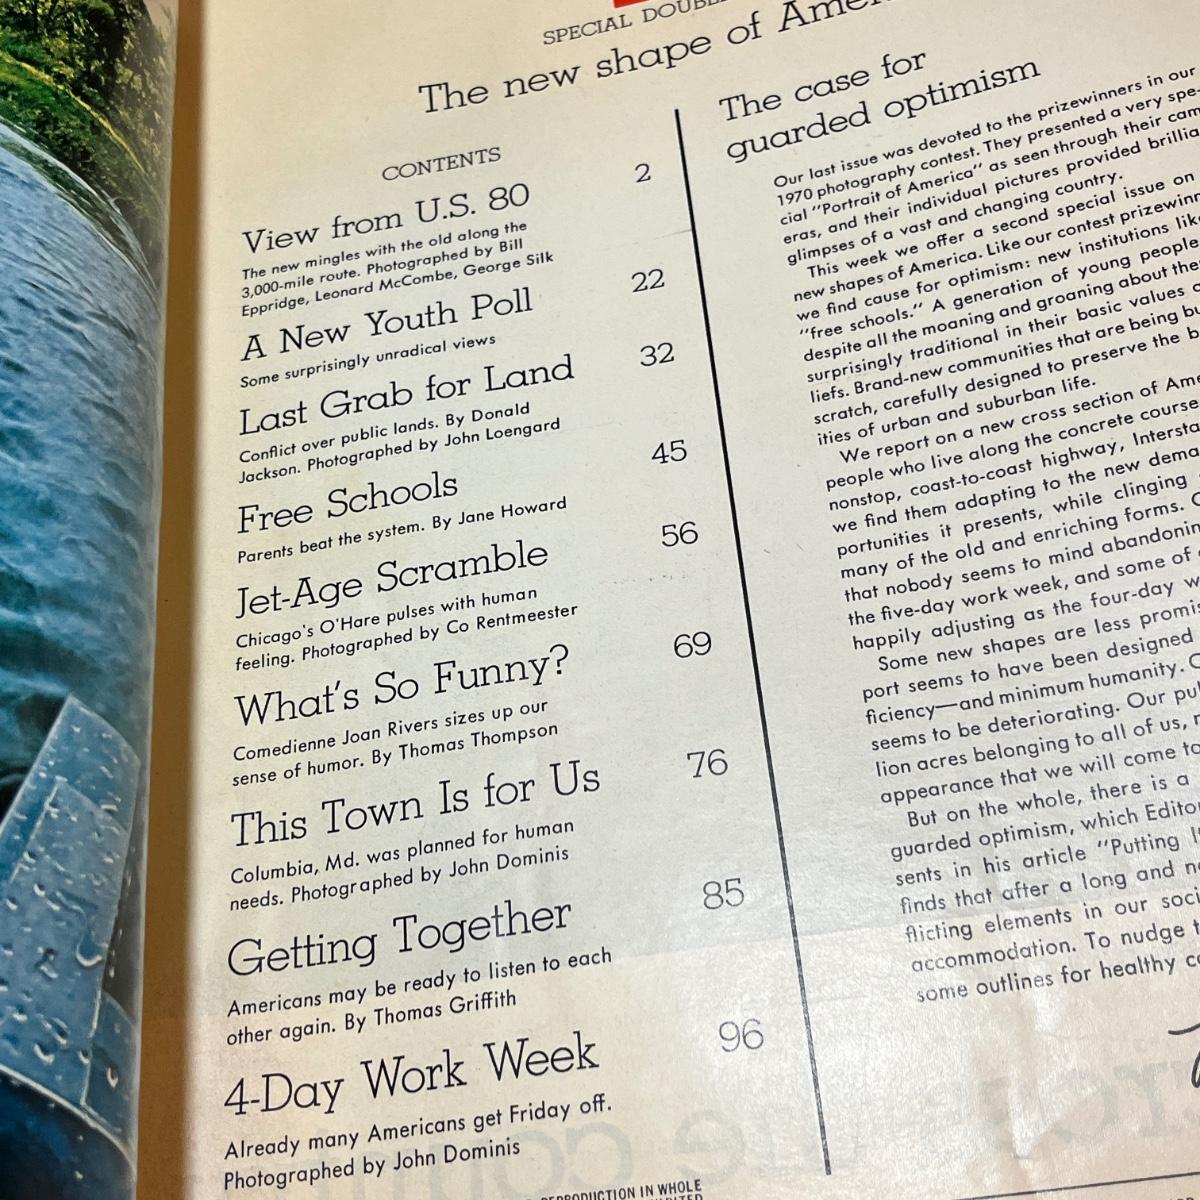 SPECIAL DOUBL
The new shape of Amer
CONTENTS
View from U.S. 80 2
The new mingles with the old along the
3,000-mile route. Photographed by Bill
Eppridge, Leonard McCombe, George Silk
A New Youth Poll 22
Some surprisingly unradical views
Last Grab for Land 32
Conflict over public lands. By Donald
Jackson. Photographed by John Loengard
Free Schools 45
Parents beat the system. By Jane Howard
Jet-Age Scramble 56
Chicago's O'Hare pulses with human
feeling. Photographed by Co Rentmeester
What's So Funny? 69
Comedienne Joan Rivers sizes up our
sense of humor. By Thomas Thompson
This Town Is for Us 76
Columbia, Md. was planned for human
needs. Photographed by John Dominis
Getting Together 85
Americans may be ready to listen to each
other again. By Thomas Griffith
4-Day Work Week 96
Already many Americans get Friday off.
Photographed by John Dominis
The case for
guarded optimism
Our last issue was devoted to the prizewinners in our
1970 photography contest. They presented a very spe-
cial "Portrait of America" as seen through their cam
eras, and their individual pictures provided brillia
glimpses of a vast and changing country.
This week we offer a second special issue on
new shapes of America. Like our contest prizewinn
we find cause for optimism: new institutions lik
"free schools." A generation of young people
despite all the moaning and groaning about the
surprisingly traditional in their basic values a
liefs. Brand-new communities that are being bu
scratch, carefully designed to preserve the b
ities of urban and suburban life.
We report on a new cross section of Ame
people who live along the concrete course
nonstop, coast-to-coast highway, Intersta
we find them adapting to the new dema
portunities it presents, while clinging
many of the old and enriching forms. C
that nobody seems to mind abandonin
the five-day work week, and some of
happily adjusting as the four-day w
Some new shapes are less promis
port seems to have been designed
ficiency—and minimum humanity. C
seems to be deteriorating. Our pu
lion acres belonging to all of us, r
appearance that we will come to
But on the whole, there is a
guarded optimism, which Edito
sents in his article "Putting I
finds that after a long and n
flicting elements in our soci
accommodation. To nudge t
some outlines for healthy c
REPRODUCTION IN WHOLE